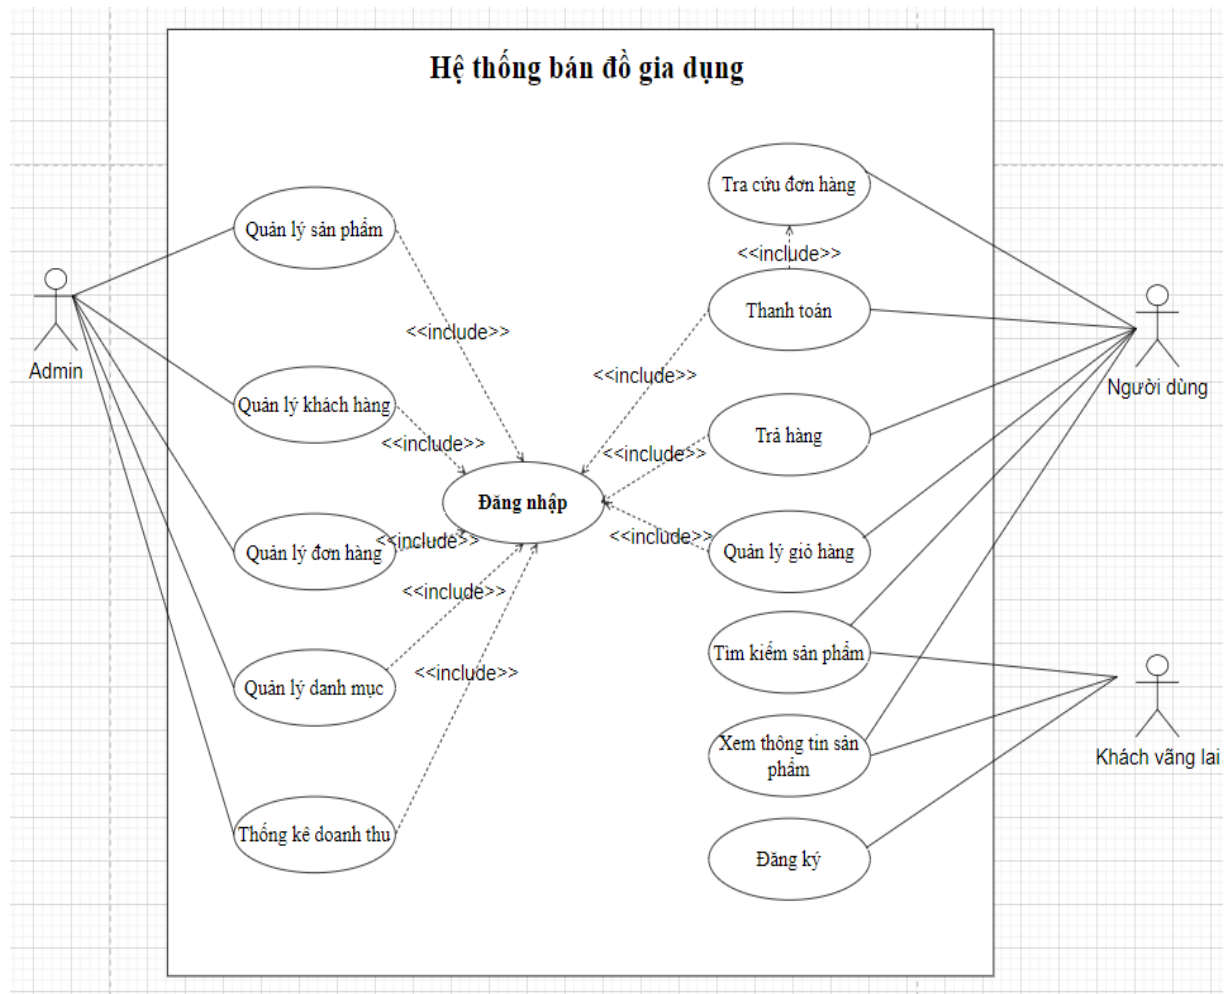 Hệ thống bán đồ gia dụng
Tra cứu đơn hàng
Quản lý sản phẩm
<<include>>
Thanh toán
<<include>>
Admin
<<include>>
Người dùng
Quản lý khách hàng
<<include>>
Trả hàng
<<include>>
Đăng nhập
<<include>>
<<include>>
Quản lý đơn hàng
Quản lý giỏ hàng
<<include>>
Tìm kiếm sản phẩm
<<include>>
Quản lý danh mục
Xem thông tin sản
phẩm
Khách vãng lai
Thống kê doanh thu
Đăng ký